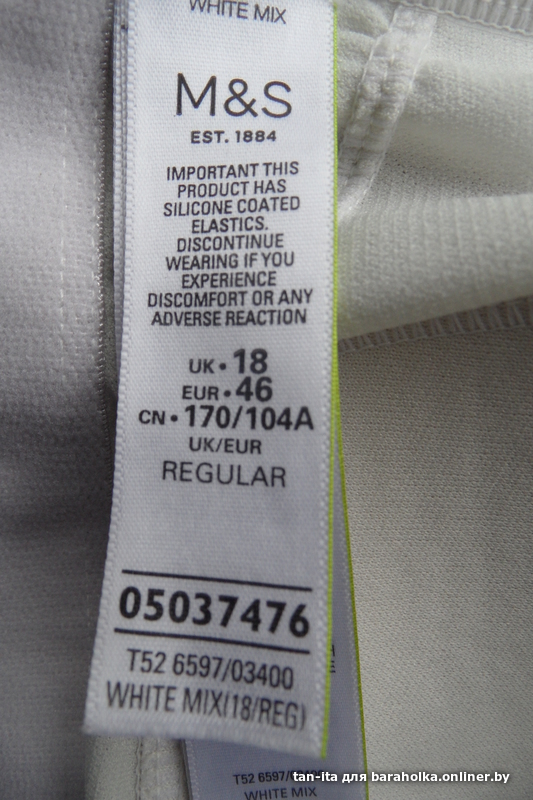 WHITE MIX
M&S
EST. 1884
IMPORTANT THIS
PRODUCT HAS
SILICONE COATED
ELASTICS.
DISCONTINUE
WEARING IF YOU
EXPERIENCE
DISCOMFORT OR ANY
ADVERSE REACTION
UK • 18
EUR • 46
CN • 170/104A
UK/EUR
REGULAR
05037476
T52 6597/03400
WHITE MIX(18/REG)
T52 6597/
WHITE MIX
tan-ita для baraholka.onliner.by